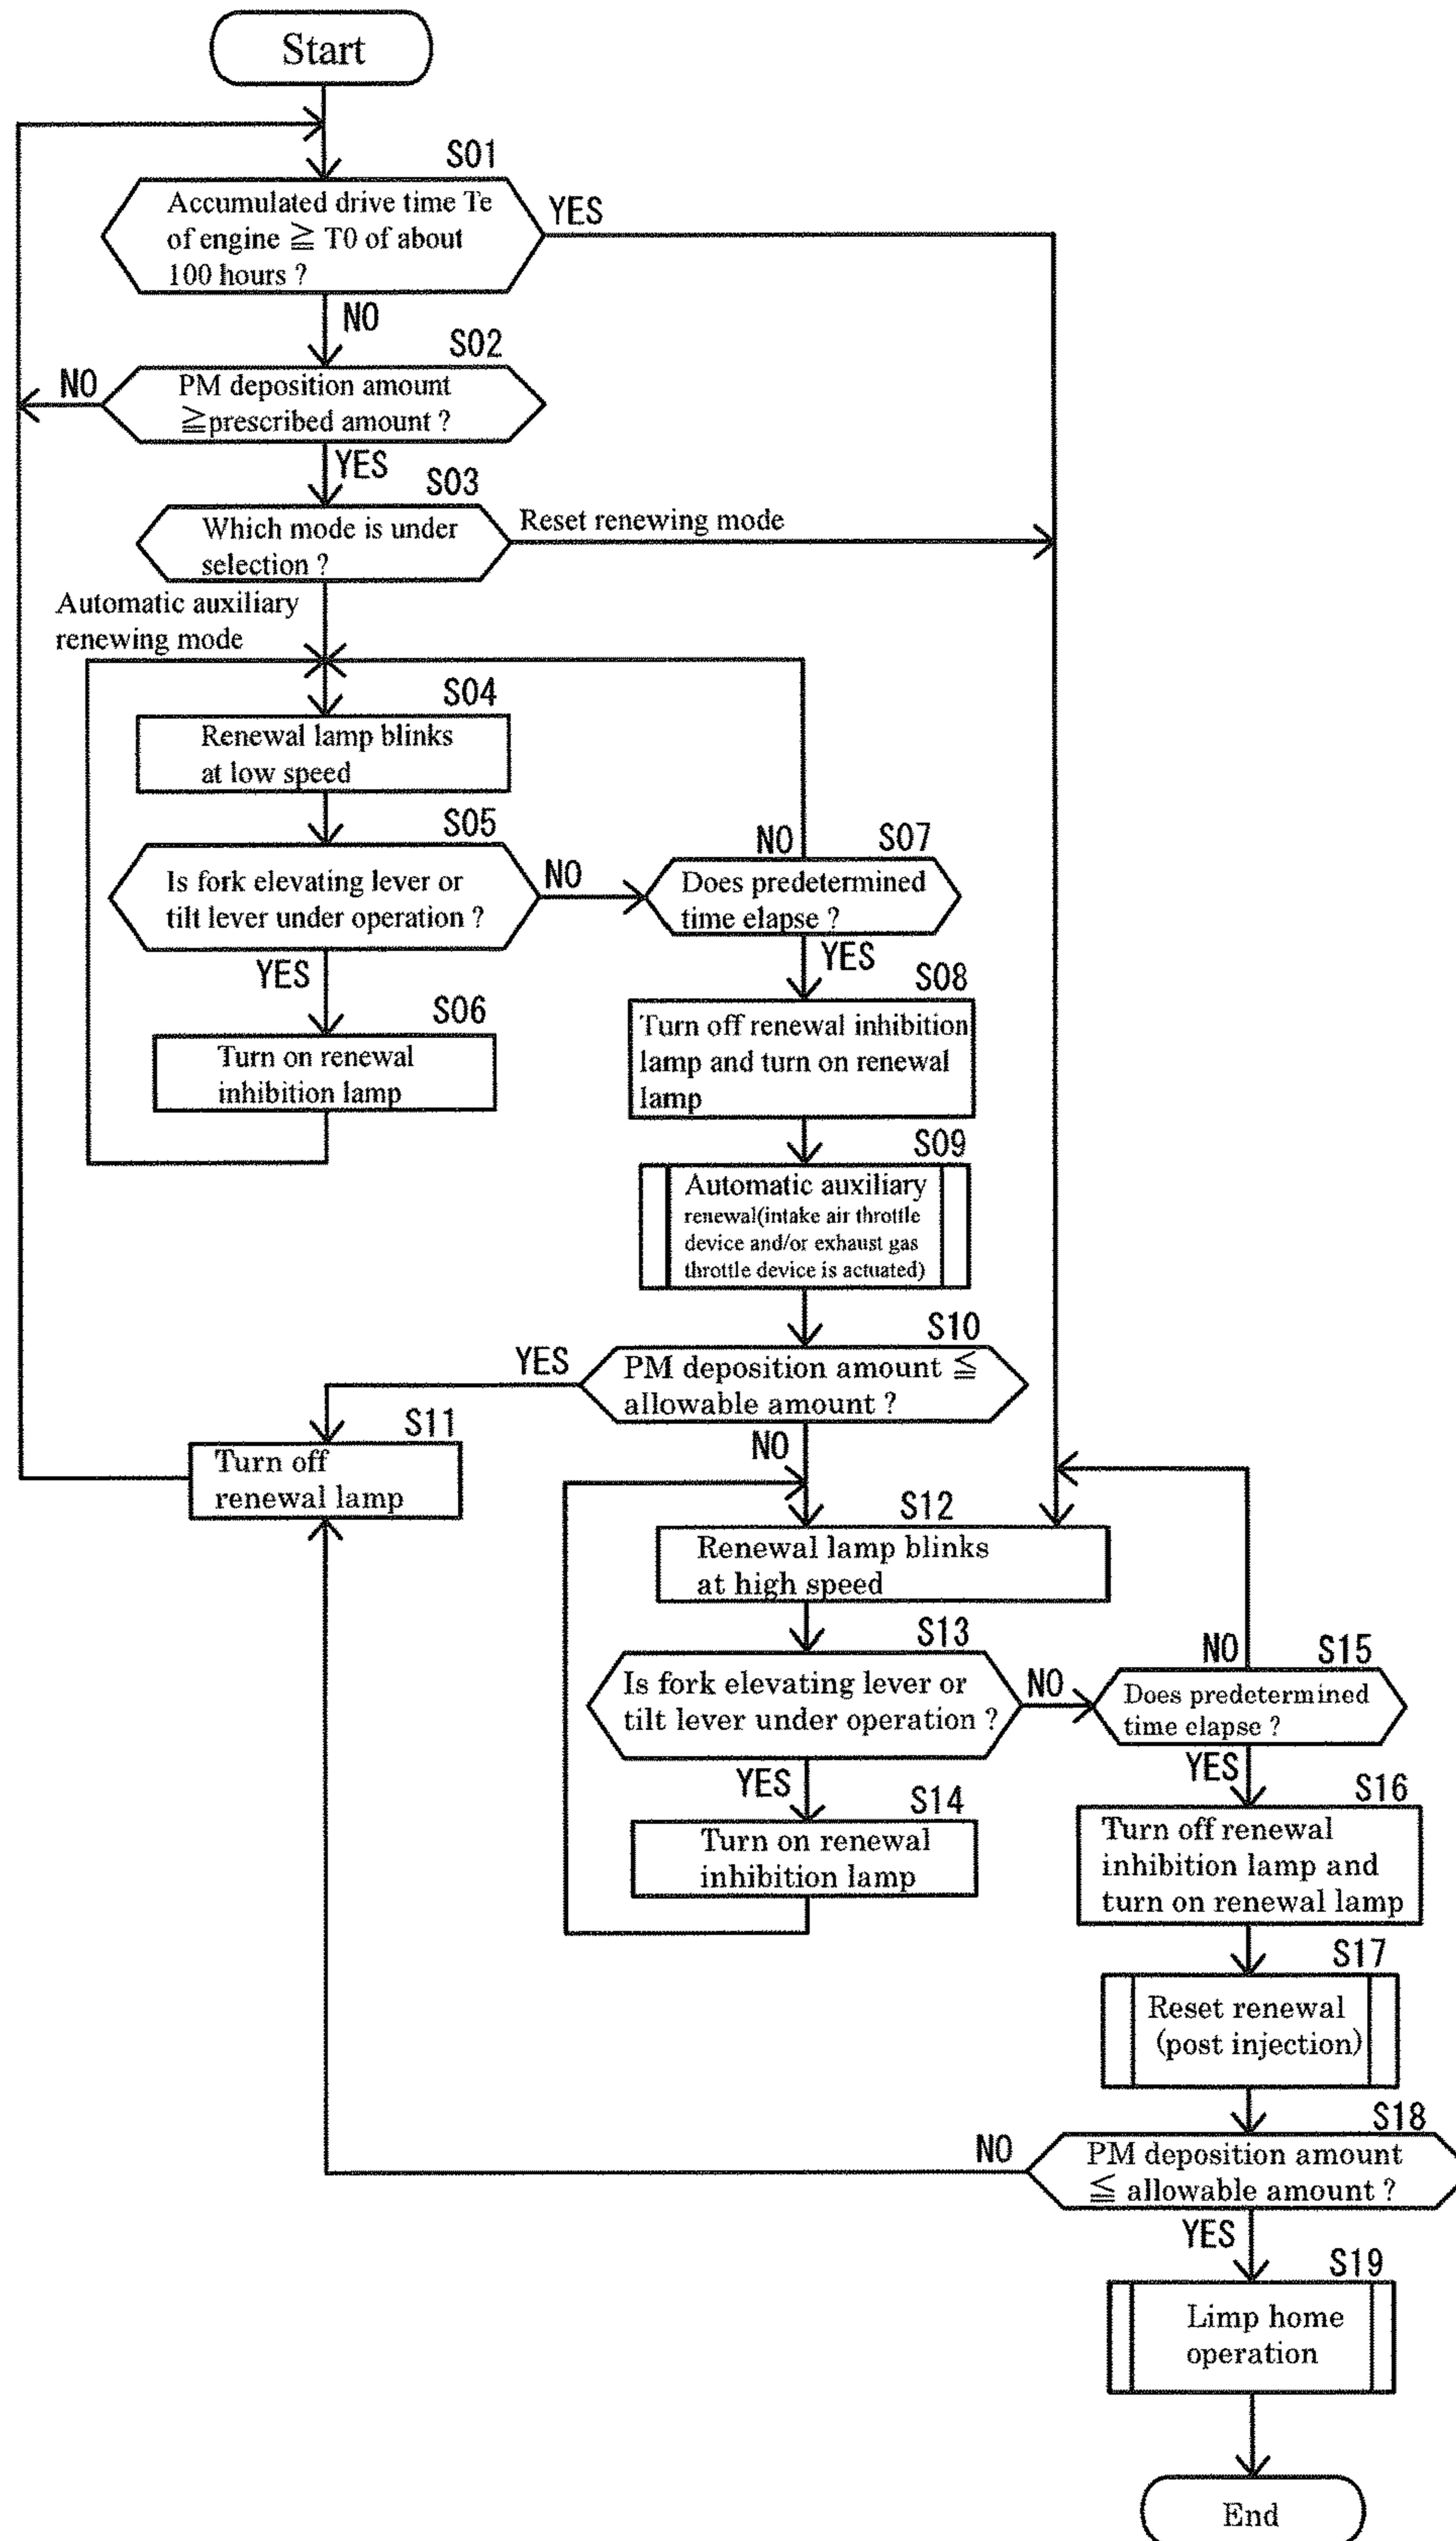 Start
S01
Accumulated drive time Te
of engine ≧ T0 of about
100 hours ?
YES
NO
S02
PM deposition amount
≧prescribed amount ?
NO
YES
S03
Which mode is under
selection ?
Reset renewing mode
Automatic auxiliary
renewing mode
S04
Renewal lamp blinks
at low speed
S05
Is fork elevating lever or
tilt lever under operation ?
NO
YES
S06
Turn on renewal
inhibition lamp
NO
S07
Does predetermined
time elapse ?
YES
S08
Turn off renewal inhibition
lamp and turn on renewal
lamp
S09
Automatic auxiliary
renewal(intake air throttle
device and/or exhaust gas
throttle device is actuated)
S10
PM deposition amount ≦
allowable amount ?
YES
NO
S11
Turn off
renewal lamp
S12
Renewal lamp blinks
at high speed
S13
Is fork elevating lever or
tilt lever under operation ?
NO
YES
S14
Turn on renewal
inhibition lamp
NO
S15
Does predetermined
time elapse ?
YES
S16
Turn off renewal
inhibition lamp and
turn on renewal lamp
S17
Reset renewal
(post injection)
S18
PM deposition amount
≦ allowable amount ?
NO
YES
S19
Limp home
operation
End